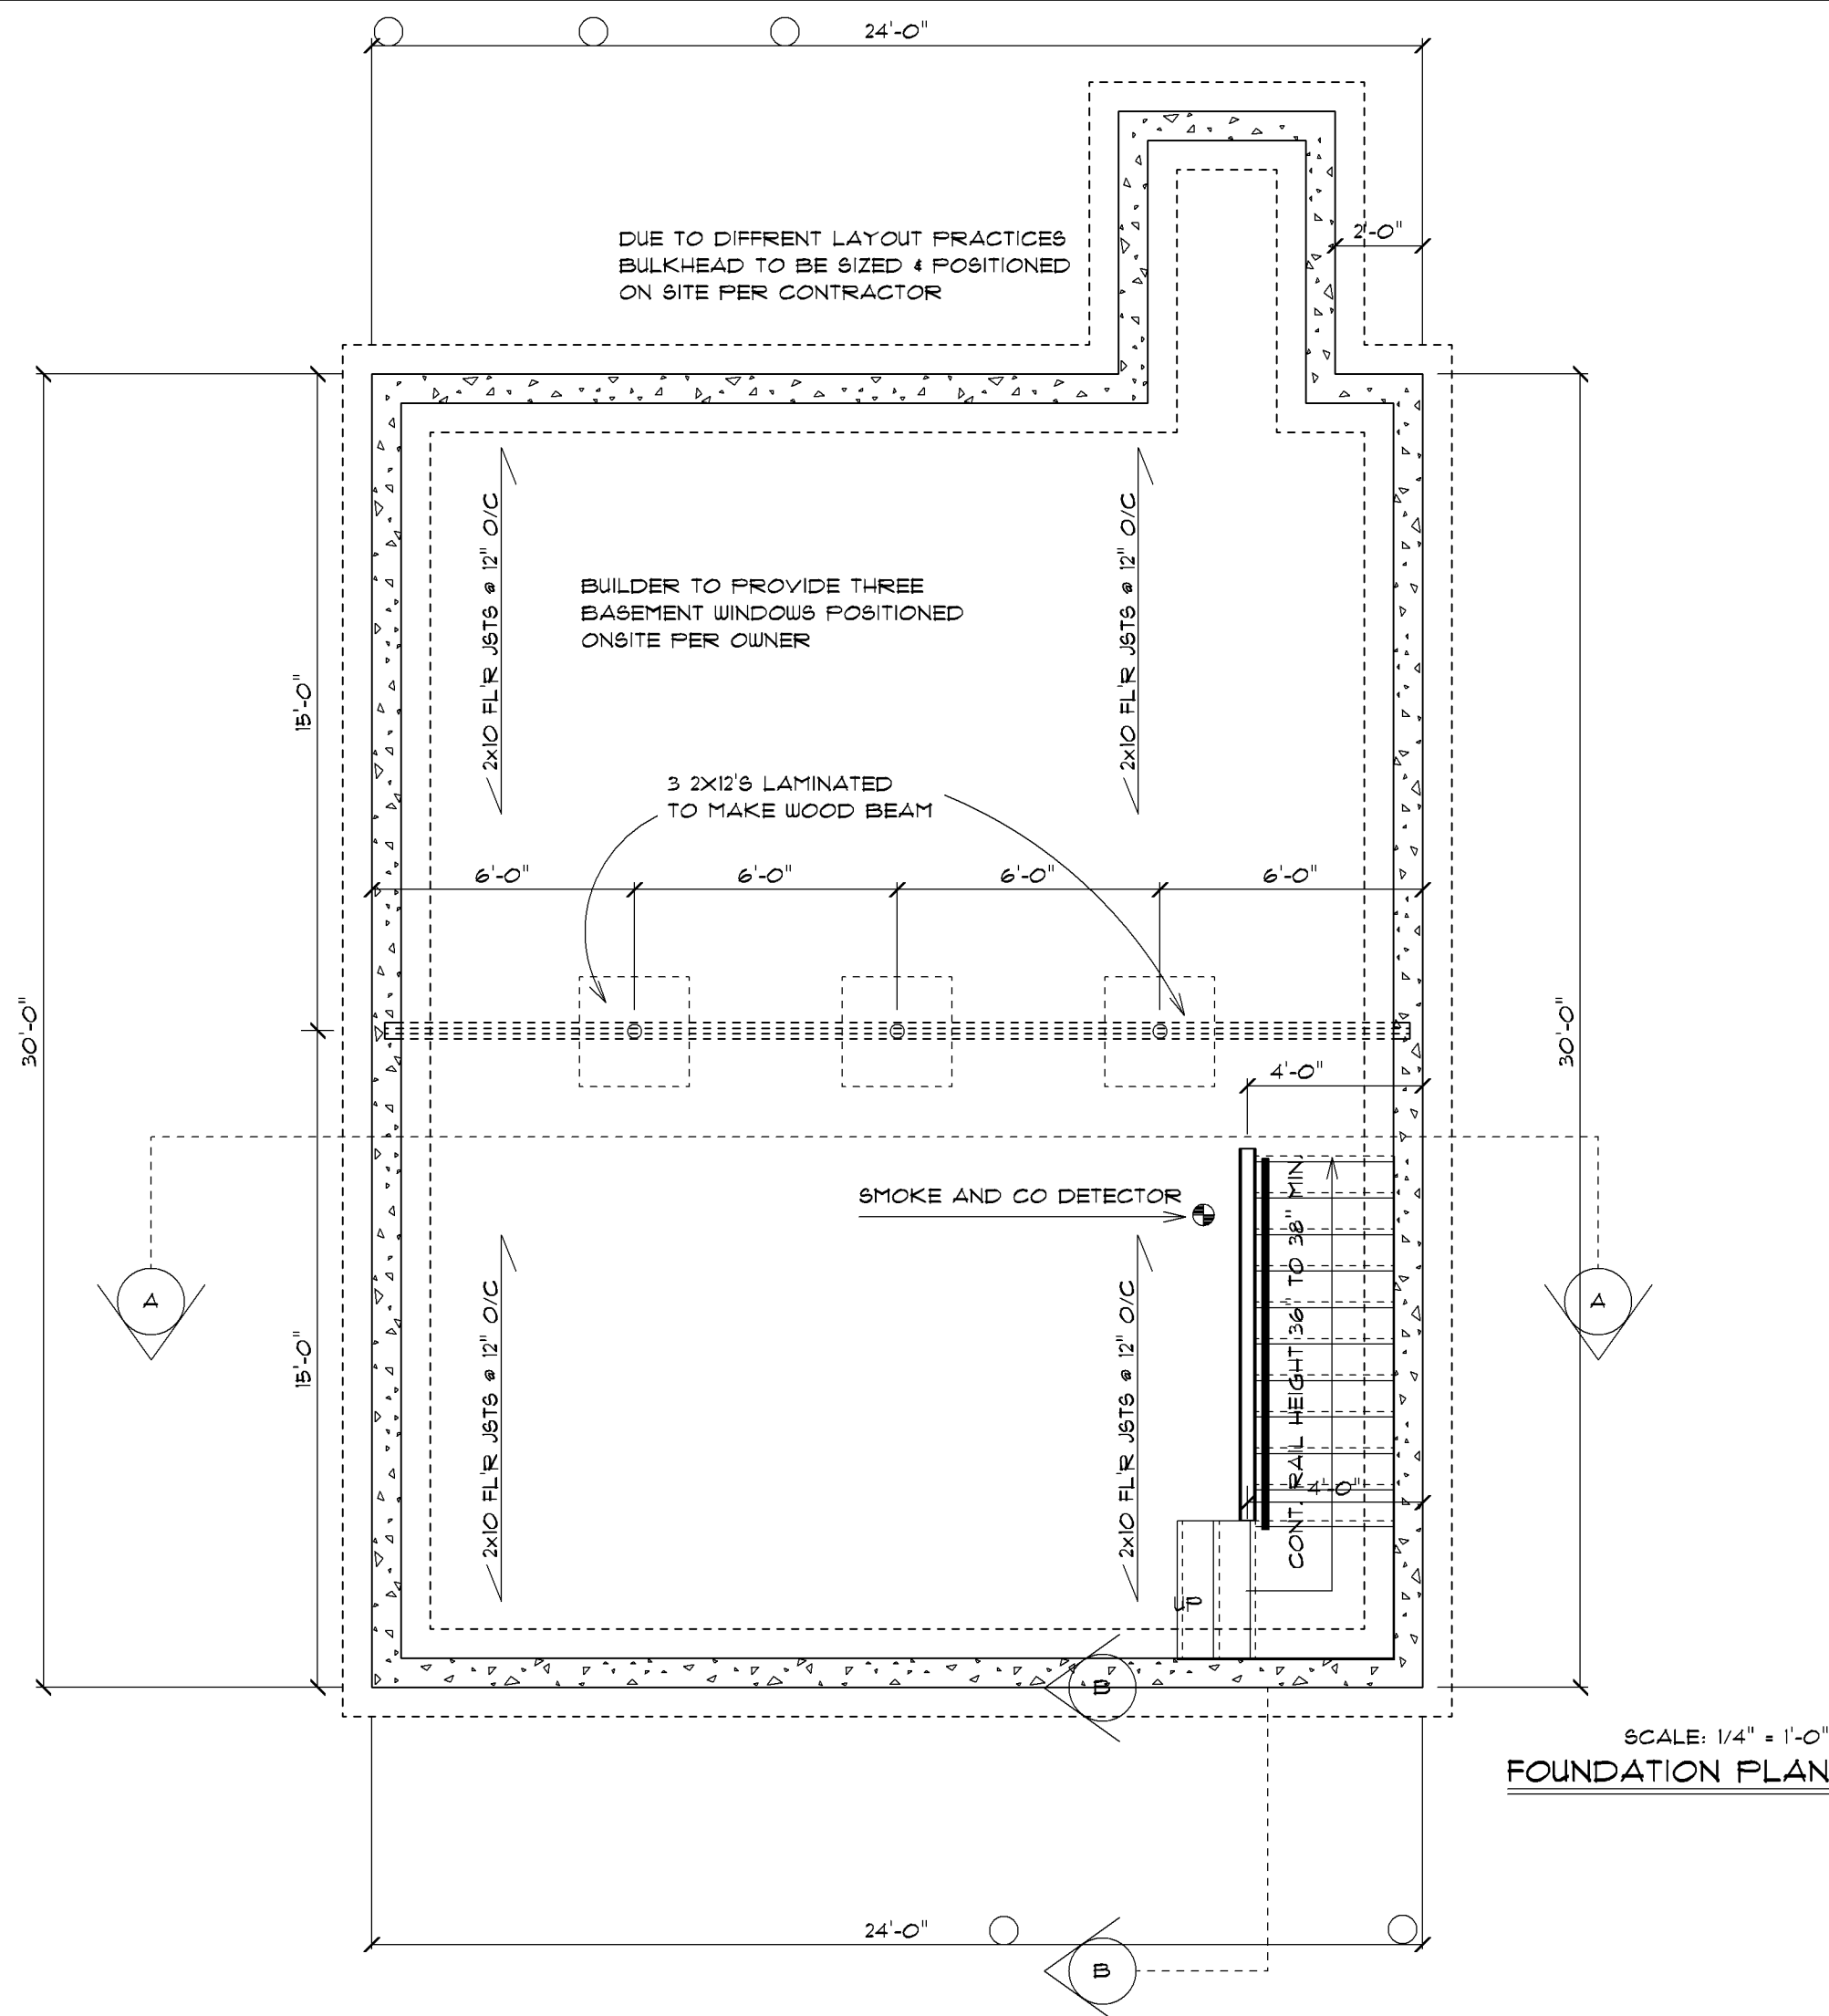 24'-0"
DUE TO DIFFRENT LAYOUT PRACTICES
BULKHEAD TO BE SIZED & POSITIONED
ON SITE PER CONTRACTOR
2'-0"
2x10 FL'R JSTS @ 12" O/C
2x10 FL'R JSTS @ 12" O/C
BUILDER TO PROVIDE THREE
BASEMENT WINDOWS POSITIONED
ONSITE PER OWNER
15'-0"
3 2X12'S LAMINATED
TO MAKE WOOD BEAM
6'-0"
6'-0"
6'-0"
6'-0"
30'-0"
30'-0"
4'-0"
SMOKE AND CO DETECTOR
CONT. RAIL HEIGHT 36" TO 38" MIN.
A
A
15'-0"
2x10 FL'R JSTS @ 12" O/C
2x10 FL'R JSTS @ 12" O/C
4'-0"
UP
B
SCALE: 1/4" = 1'-0"
FOUNDATION PLAN
24'-0"
B